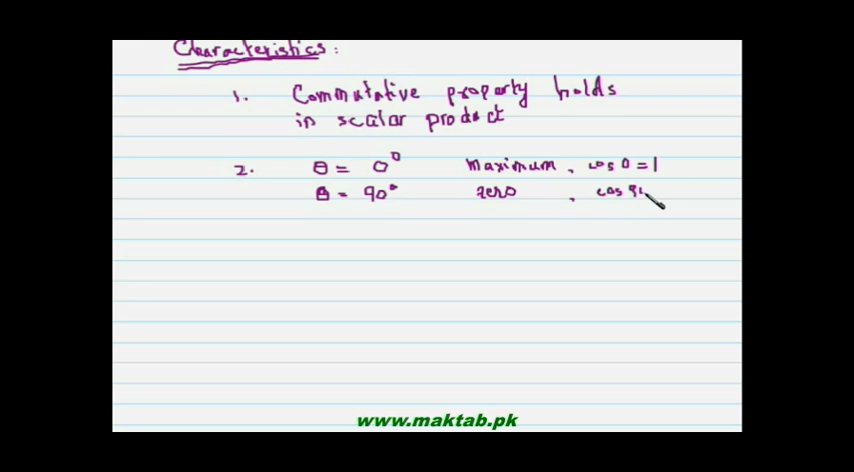 Characteristics:
1. Commutative property holds
in scalar product
2. θ = 0° maximum, cos 0 = 1
θ = 90° zero, cos 9
www.maktab.pk